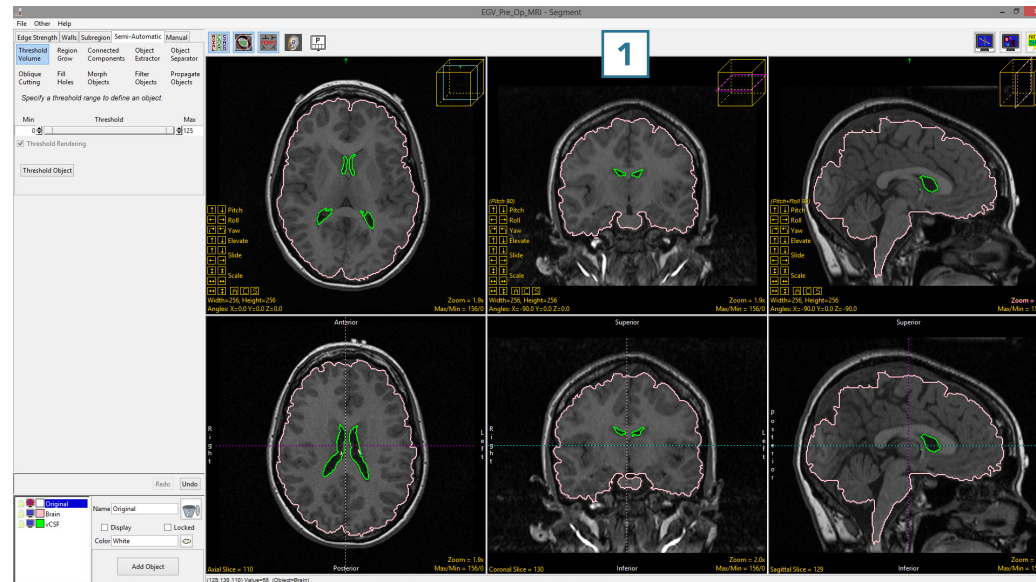 EGV_Pre_Op_MRI - Segment
File Other Help
Edge Strength Walls Subregion Semi-Automatic Manual
Threshold Volume Region Grow Connected Components Object Extractor Object Separator
Oblique Cutting Fill Holes Morph Objects Filter Objects Propagate Objects
Specify a threshold range to define an object.
Min Threshold Max
0 125
Threshold Rendering
Threshold Object
P
1
Pitch
Roll
Yaw
Elevate
Slide
Scale
n C S
Width=256, Height=256
Angles: X=0.0 Y=0.0 Z=0.0
Zoom = 1.9x
Max/Min = 156/0
(Pitch 90)
Pitch
Roll
Yaw
Elevate
Slide
Scale
n C S
Width=256, Height=256
Angles: X=-90.0 Y=0.0 Z=0.0
Zoom = 1.9x
Max/Min = 156/0
Pitch
Roll
Yaw
Elevate
Slide
Scale
n C S
Width=256, Height=256
Angles: X=-90.0 Y=0.0 Z=-90.0
Zoom =
Max/Min =
Anterior
Right
Left
Axial Slice = 110
Posterior
Zoom = 1.9x
Max/Min = 156/0
Superior
Right
Left
Coronal Slice = 130
Inferior
Zoom = 2.0x
Max/Min = 156/0
Superior
Posterior
Sagittal Slice = 129
Inferior
Zoom =
Max/Min =
Redo Undo
Original
Brain
vCSF
Name Original
Display Locked
Color White
Add Object
(129,130,110) Value=56 (Object=Brain)